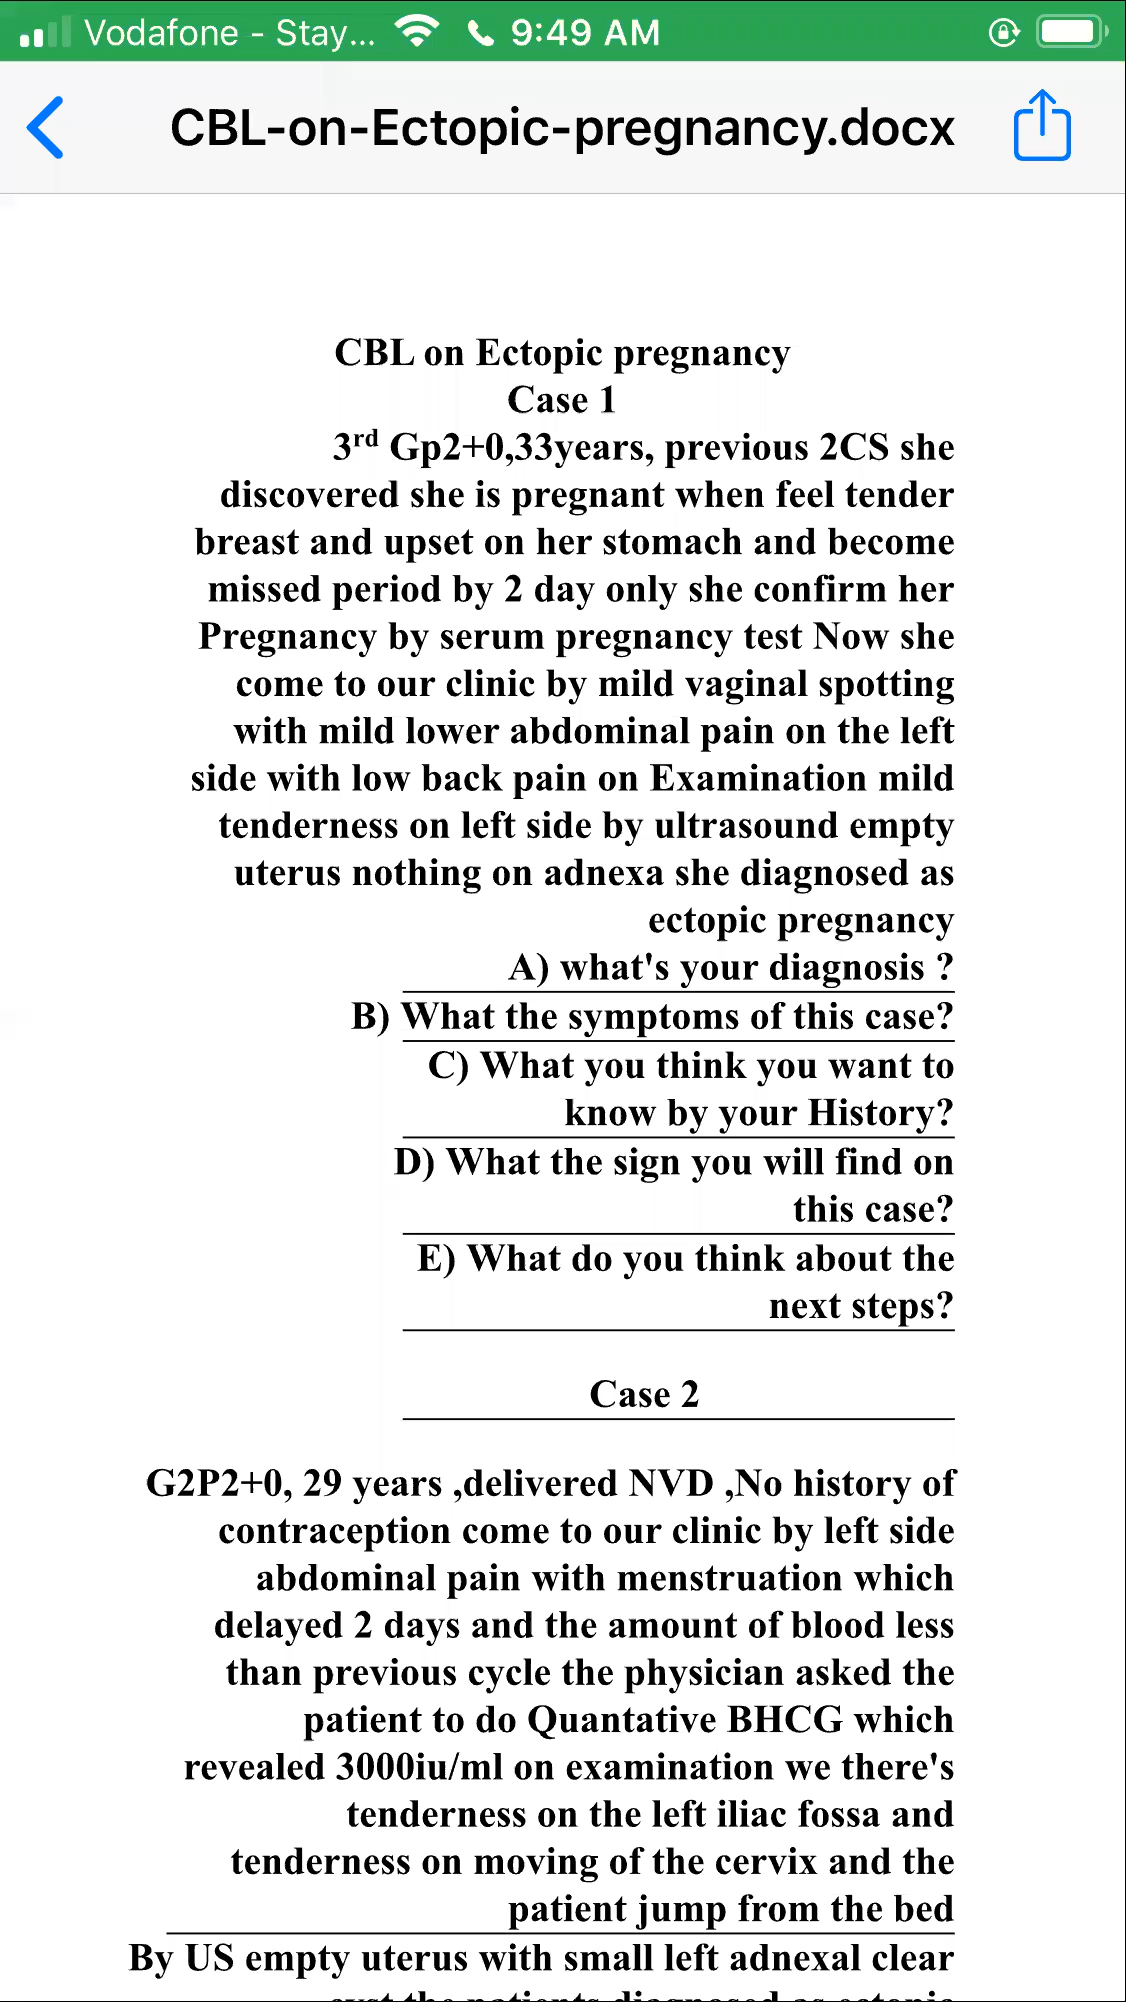 Vodafone - Stay... 9:49 AM
CBL-on-Ectopic-pregnancy.docx
CBL on Ectopic pregnancy
Case 1
3rd Gp2+0,33years, previous 2CS she
discovered she is pregnant when feel tender
breast and upset on her stomach and become
missed period by 2 day only she confirm her
Pregnancy by serum pregnancy test Now she
come to our clinic by mild vaginal spotting
with mild lower abdominal pain on the left
side with low back pain on Examination mild
tenderness on left side by ultrasound empty
uterus nothing on adnexa she diagnosed as
ectopic pregnancy
A) what's your diagnosis ?
B) What the symptoms of this case?
C) What you think you want to
know by your History?
D) What the sign you will find on
this case?
E) What do you think about the
next steps?
Case 2
G2P2+0, 29 years ,delivered NVD ,No history of
contraception come to our clinic by left side
abdominal pain with menstruation which
delayed 2 days and the amount of blood less
than previous cycle the physician asked the
patient to do Quantative BHCG which
revealed 3000iu/ml on examination we there's
tenderness on the left iliac fossa and
tenderness on moving of the cervix and the
patient jump from the bed
By US empty uterus with small left adnexal clear
cyst the patients diagnosed as ectopic